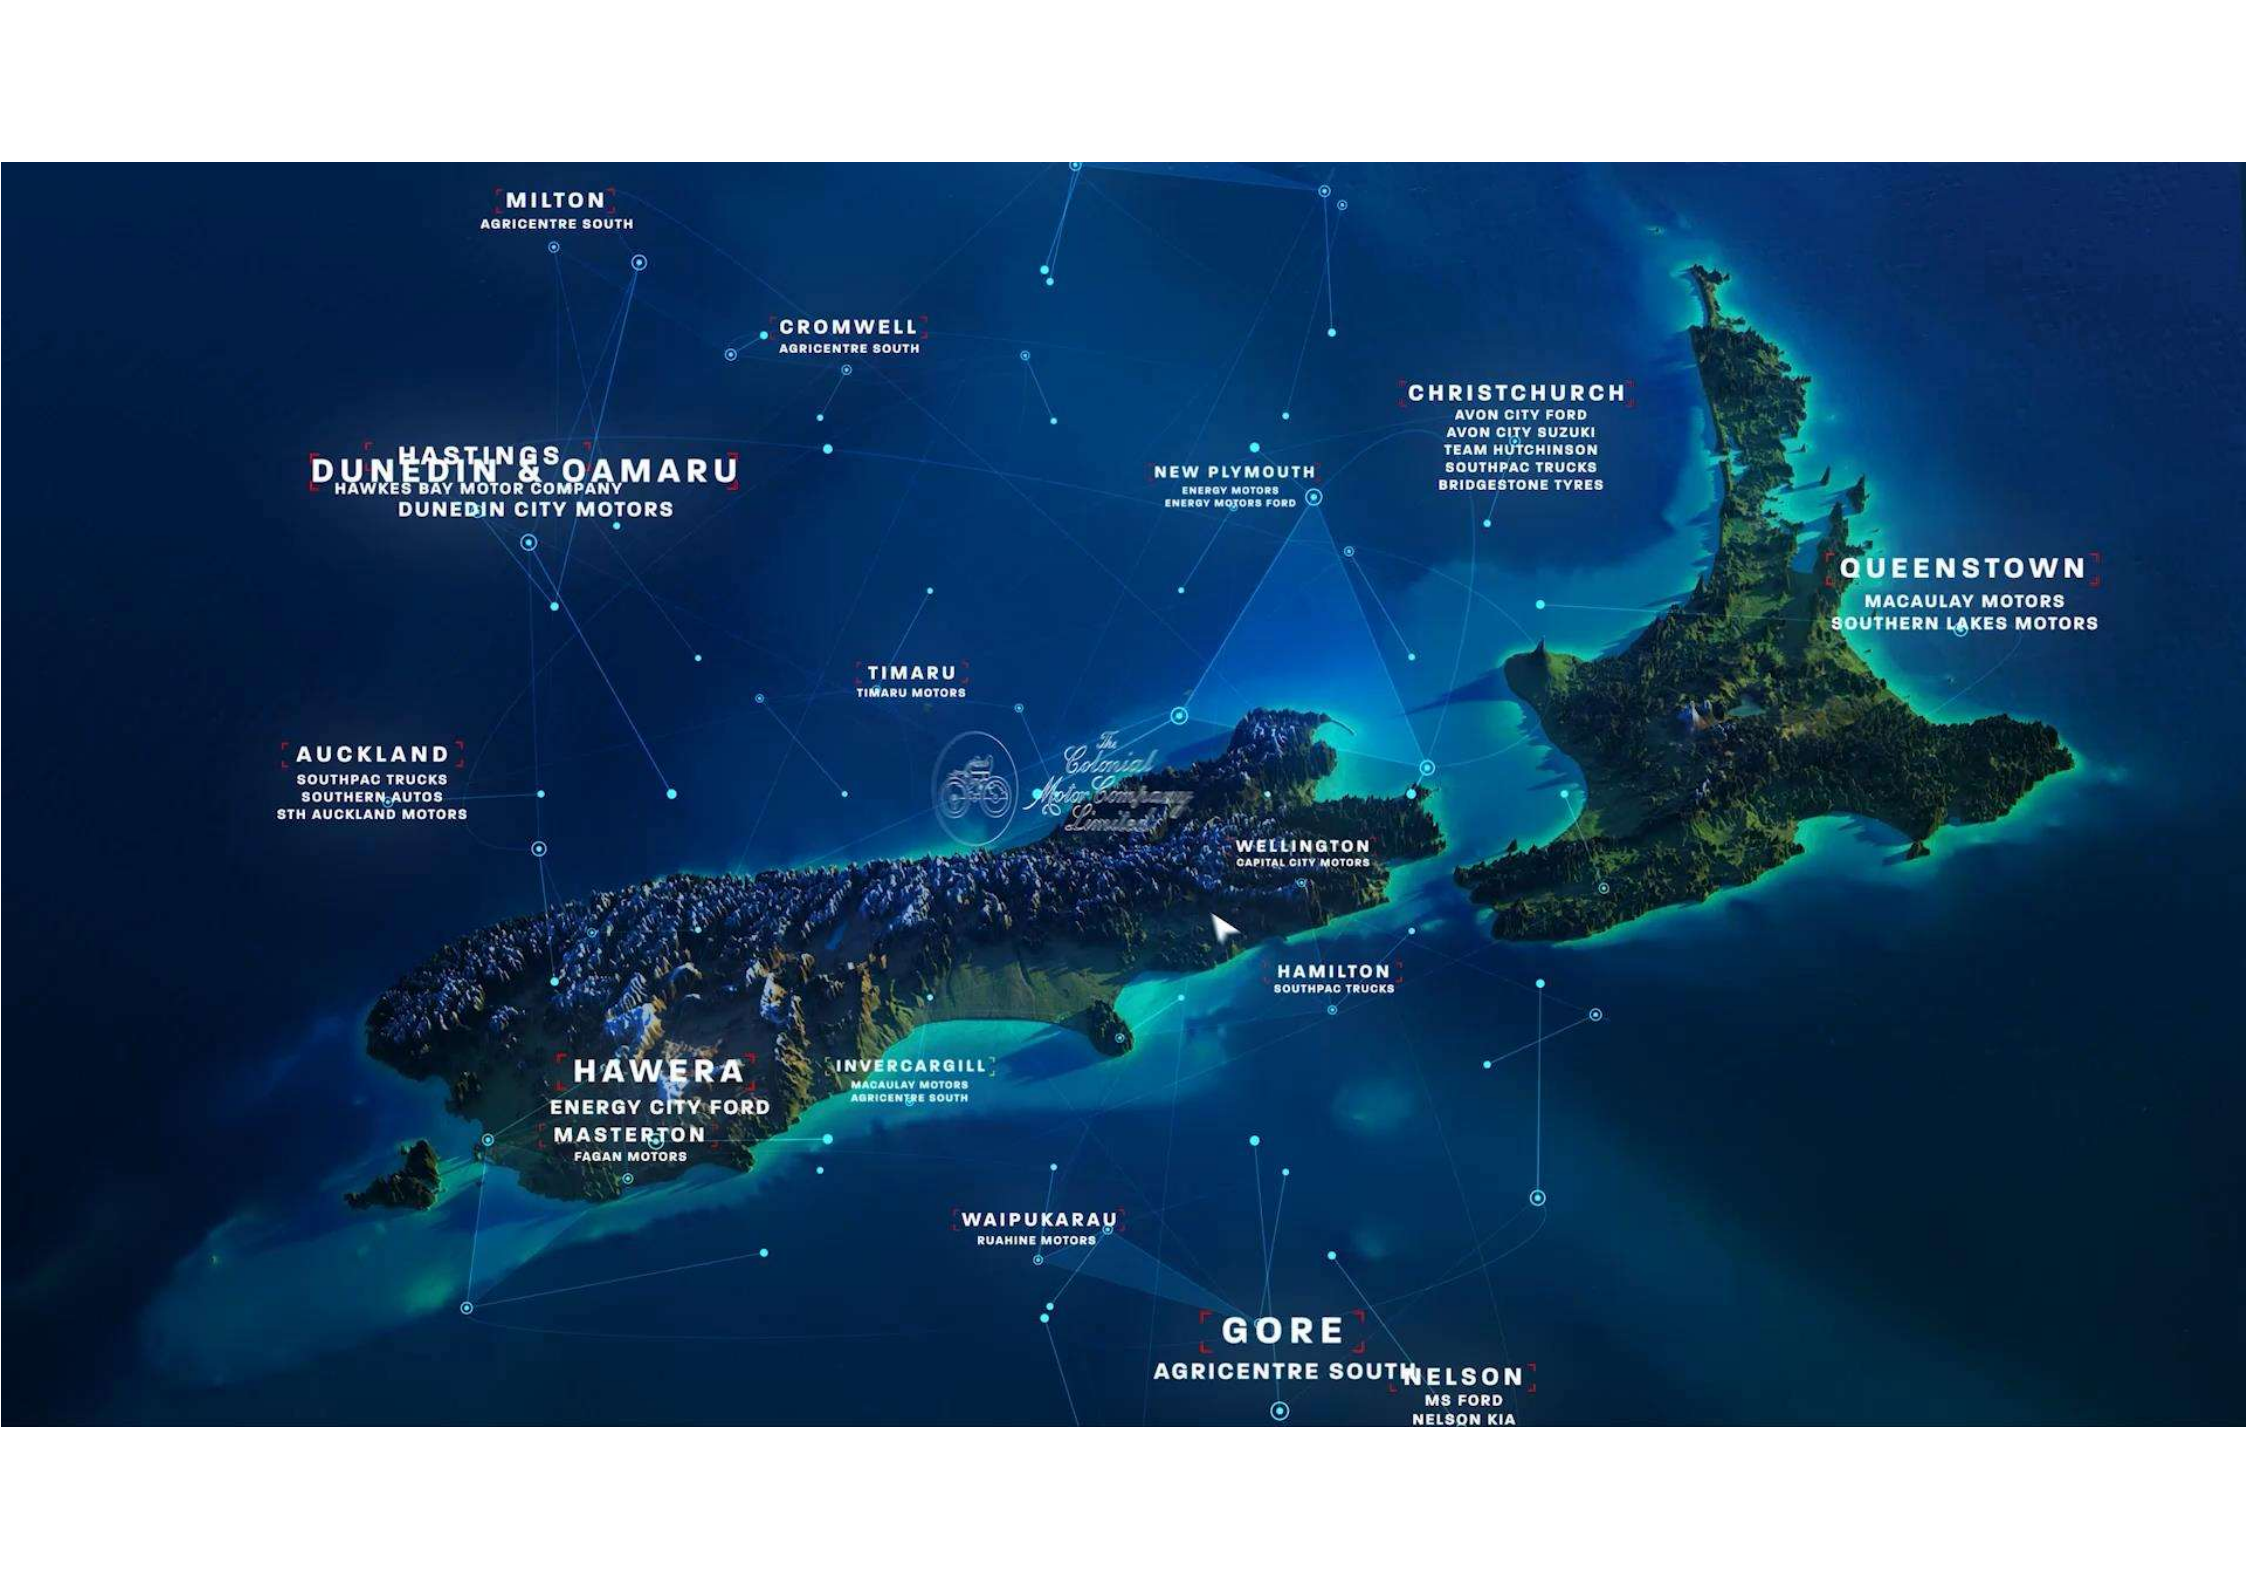 MILTON
AGRICENTRE SOUTH
CROMWELL
AGRICENTRE SOUTH
CHRISTCHURCH
AVON CITY FORD
AVON CITY SUZUKI
TEAM HUTCHINSON
SOUTHPAC TRUCKS
BRIDGESTONE TYRES
HASTINGS
HAWKES BAY MOTOR COMPANY
DUNEDIN & OAMARU
DUNEDIN CITY MOTORS
NEW PLYMOUTH
ENERGY MOTORS
ENERGY MOTORS FORD
QUEENSTOWN
MACAULAY MOTORS
SOUTHERN LAKES MOTORS
TIMARU
TIMARU MOTORS
AUCKLAND
SOUTHPAC TRUCKS
SOUTHERN AUTOS
STH AUCKLAND MOTORS
The
Colonial
Motor Company
Limited
WELLINGTON
CAPITAL CITY MOTORS
HAMILTON
SOUTHPAC TRUCKS
HAWERA
ENERGY CITY FORD
MASTERTON
FAGAN MOTORS
INVERCARGILL
MACAULAY MOTORS
AGRICENTRE SOUTH
WAIPUKARAU
RUAHINE MOTORS
GORE
AGRICENTRE SOUTH
NELSON
MS FORD
NELSON KIA